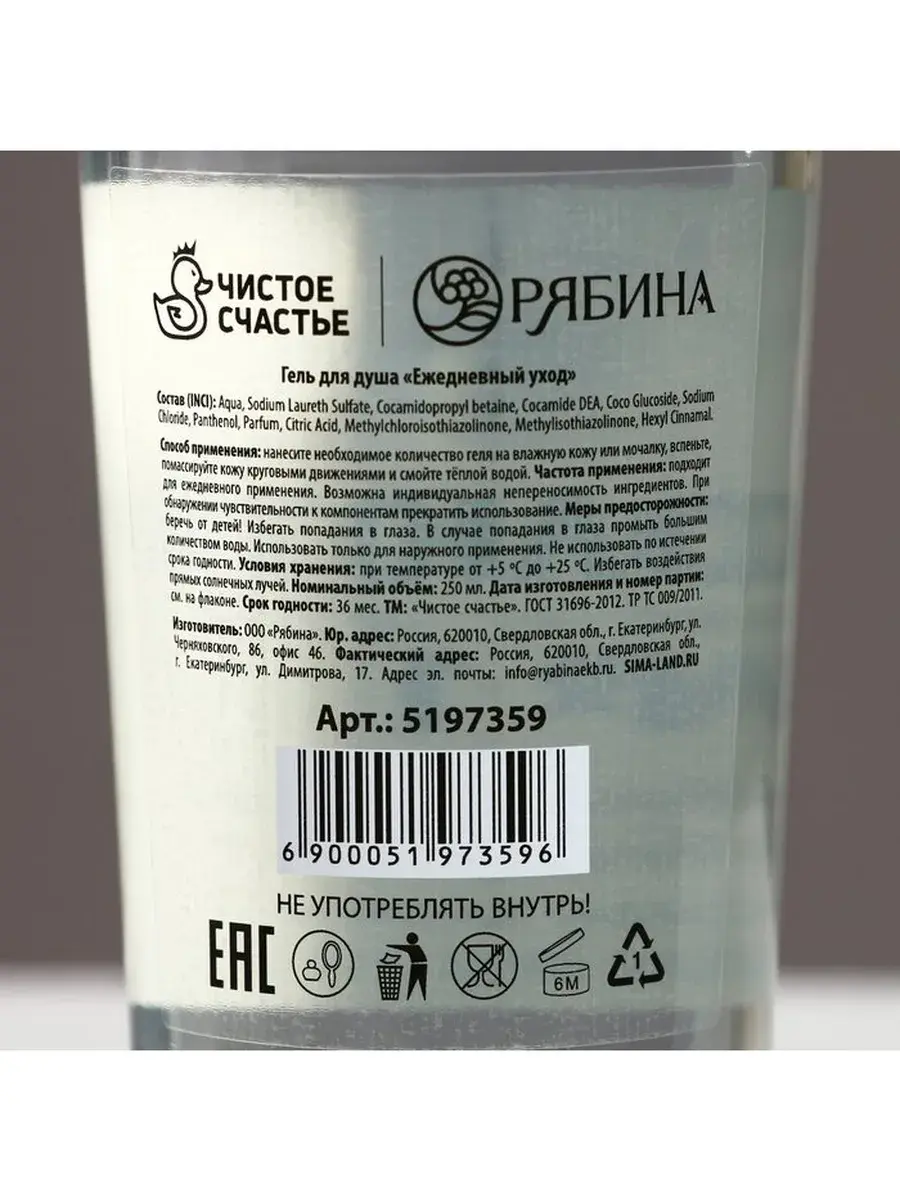 ЧИСТОЕ
СЧАСТЬЕ
РЯБИНА
Гель для душа «Ежедневный уход»
Состав (INCI): Aqua, Sodium Laureth Sulfate, Cocamidopropyl betaine, Cocamide DEA, Coco Glucoside, Sodium
Chloride, Panthenol, Parfum, Citric Acid, Methylchloroisothiazolinone, Methylisothiazolinone, Hexyl Cinnamal.
Способ применения: нанесите необходимое количество геля на влажную кожу или мочалку, вспеньте,
помассируйте кожу круговыми движениями и смойте тёплой водой. Частота применения: подходит
для ежедневного применения. Возможна индивидуальная непереносимость ингредиентов. При
обнаружении чувствительности к компонентам прекратить использование. Меры предосторожности:
беречь от детей! Избегать попадания в глаза. В случае попадания в глаза промыть большим
количеством воды. Использовать только для наружного применения. Не использовать по истечении
срока годности. Условия хранения: при температуре от +5 ºC до +25 ºC. Избегать воздействия
прямых солнечных лучей. Номинальный объём: 250 мл. Дата изготовления и номер партии:
см. на флаконе. Срок годности: 36 мес. ТМ: «Чистое счастье». ГОСТ 31696-2012. ТР ТС 009/2011.
Изготовитель: ООО «Рябина». Юр. адрес: Россия, 620010, Свердловская обл., г. Екатеринбург, ул.
Черняховского, 86, офис 46. Фактический адрес: Россия, 620010, Свердловская обл.,
г. Екатеринбург, ул. Димитрова, 17. Адрес эл. почты: info@ryabinaekb.ru. SIMA-LAND.RU
Арт.: 5197359
6 900051 973596
НЕ УПОТРЕБЛЯТЬ ВНУТРЬ!
EAC
6M
1